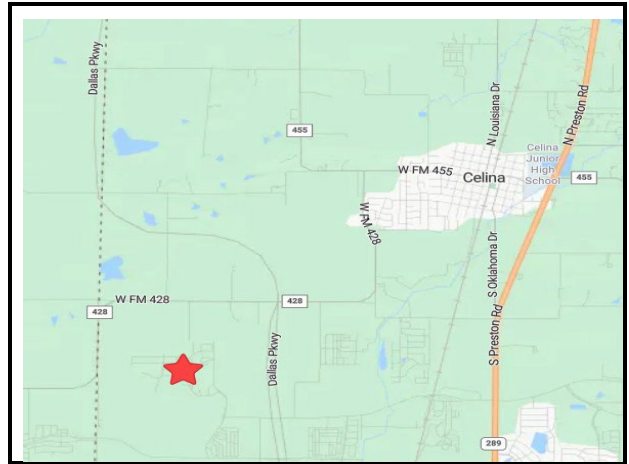 Dallas Pkwy
N Louisiana Dr
N Preston Rd
455
Celina
Junior
High
School
W FM 455
Celina
455
W FM 428
S Oklahoma Dr
W FM 428
428
428
S Preston Rd
Dallas Pkwy
289